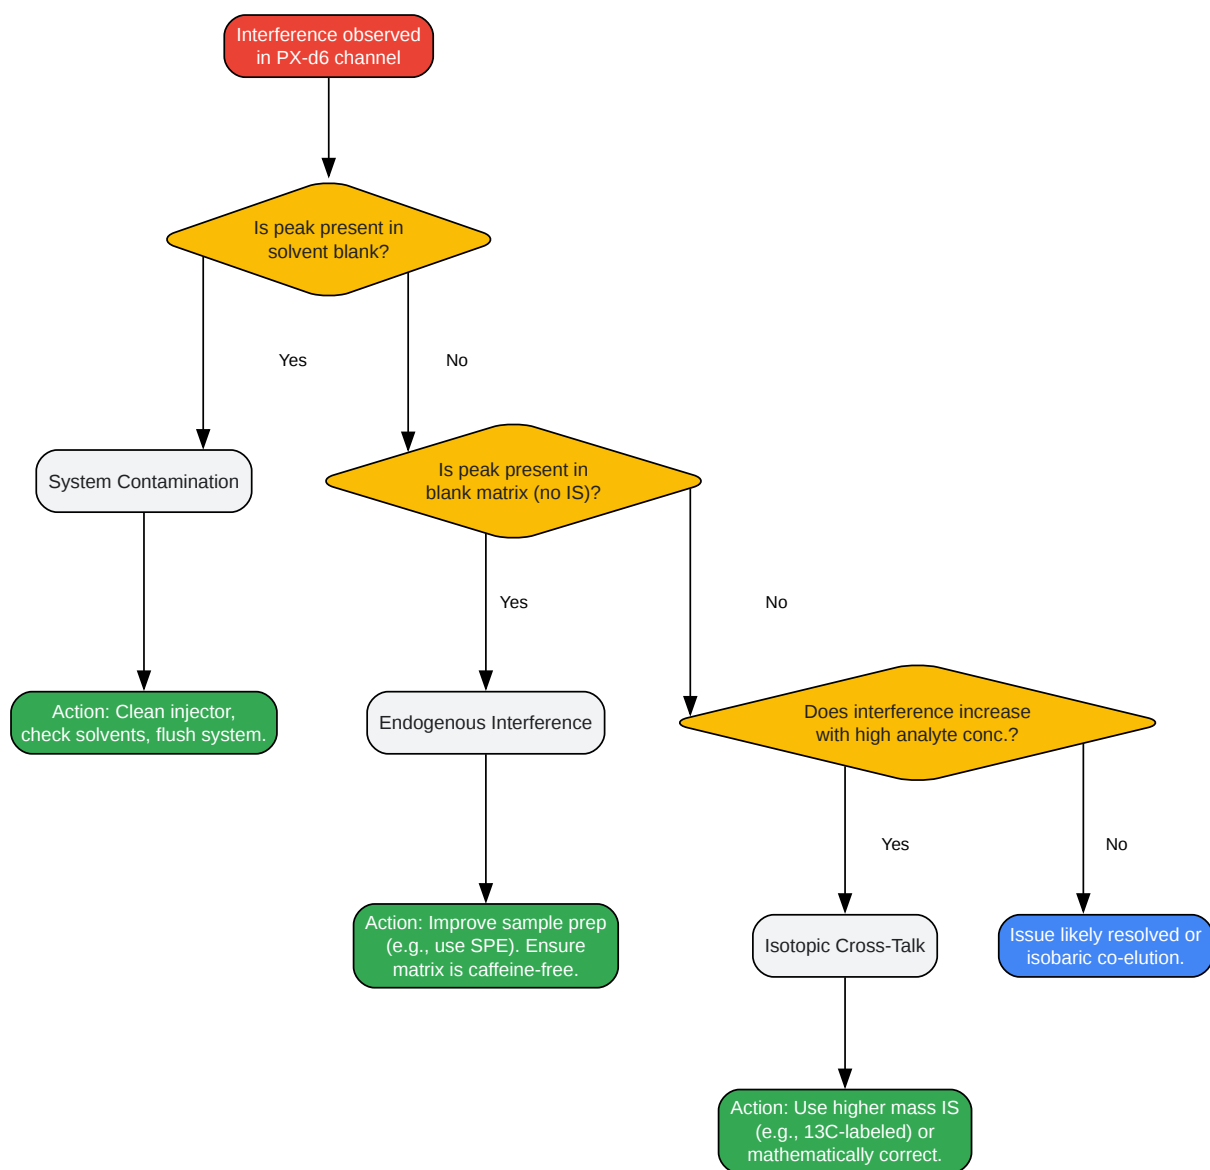 Interference observed
in PX-d6 channel
Is peak present in
solvent blank?
Yes
No
System Contamination
Is peak present in
blank matrix (no IS)?
Yes
No
Action: Clean injector,
check solvents, flush system.
Endogenous Interference
Does interference increase
with high analyte conc.?
Yes
No
Action: Improve sample prep
(e.g., use SPE). Ensure
matrix is caffeine-free.
Isotopic Cross-Talk
Issue likely resolved or
isobaric co-elution.
Action: Use higher mass IS
(e.g., 13C-labeled) or
mathematically correct.